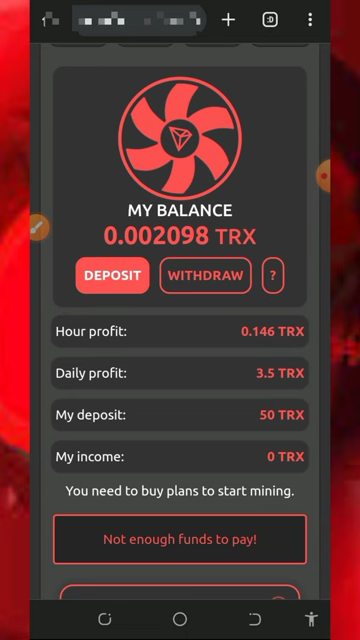 :D
MY BALANCE
0.002098 TRX
DEPOSIT WITHDRAW ?
Hour profit: 0.146 TRX
Daily profit: 3.5 TRX
My deposit: 50 TRX
My income: 0 TRX
You need to buy plans to start mining.
Not enough funds to pay!